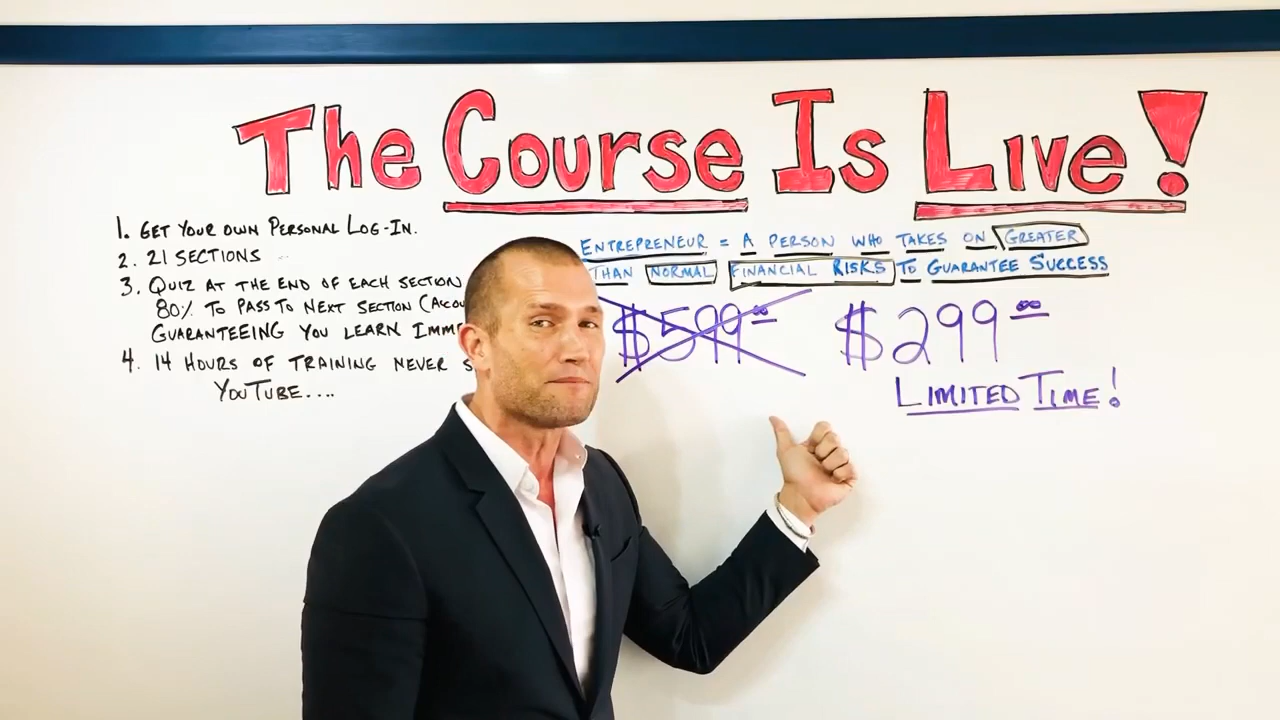 The Course Is Live!
1. Get Your Own Personal Log-In.
2. 21 Sections
3. Quiz at the end of each section
80% to pass to next section (
Guaranteeing you learn
4. 14 hours of training never
YouTube....
Entrepreneur = A person who takes on greater
than normal financial risks to guarantee success
$599.00 $299.00
Limited Time!